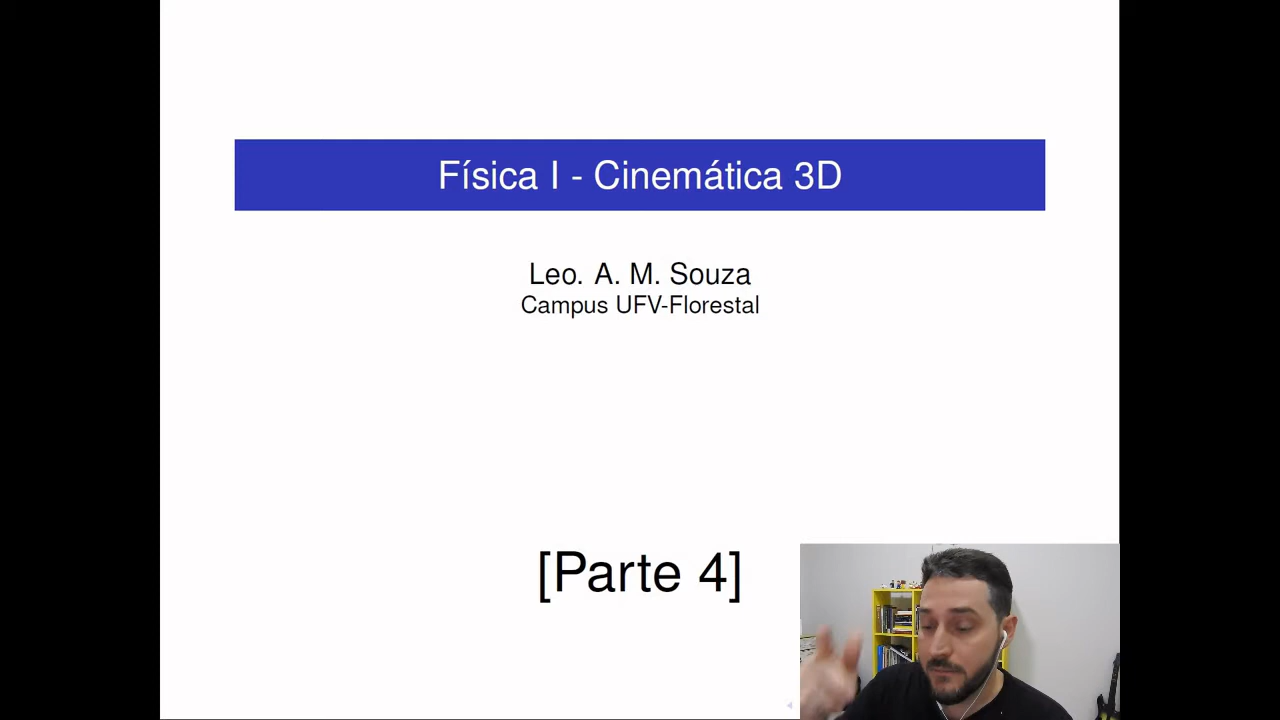 Física I - Cinemática 3D
Leo. A. M. Souza
Campus UFV-Florestal
[Parte 4]